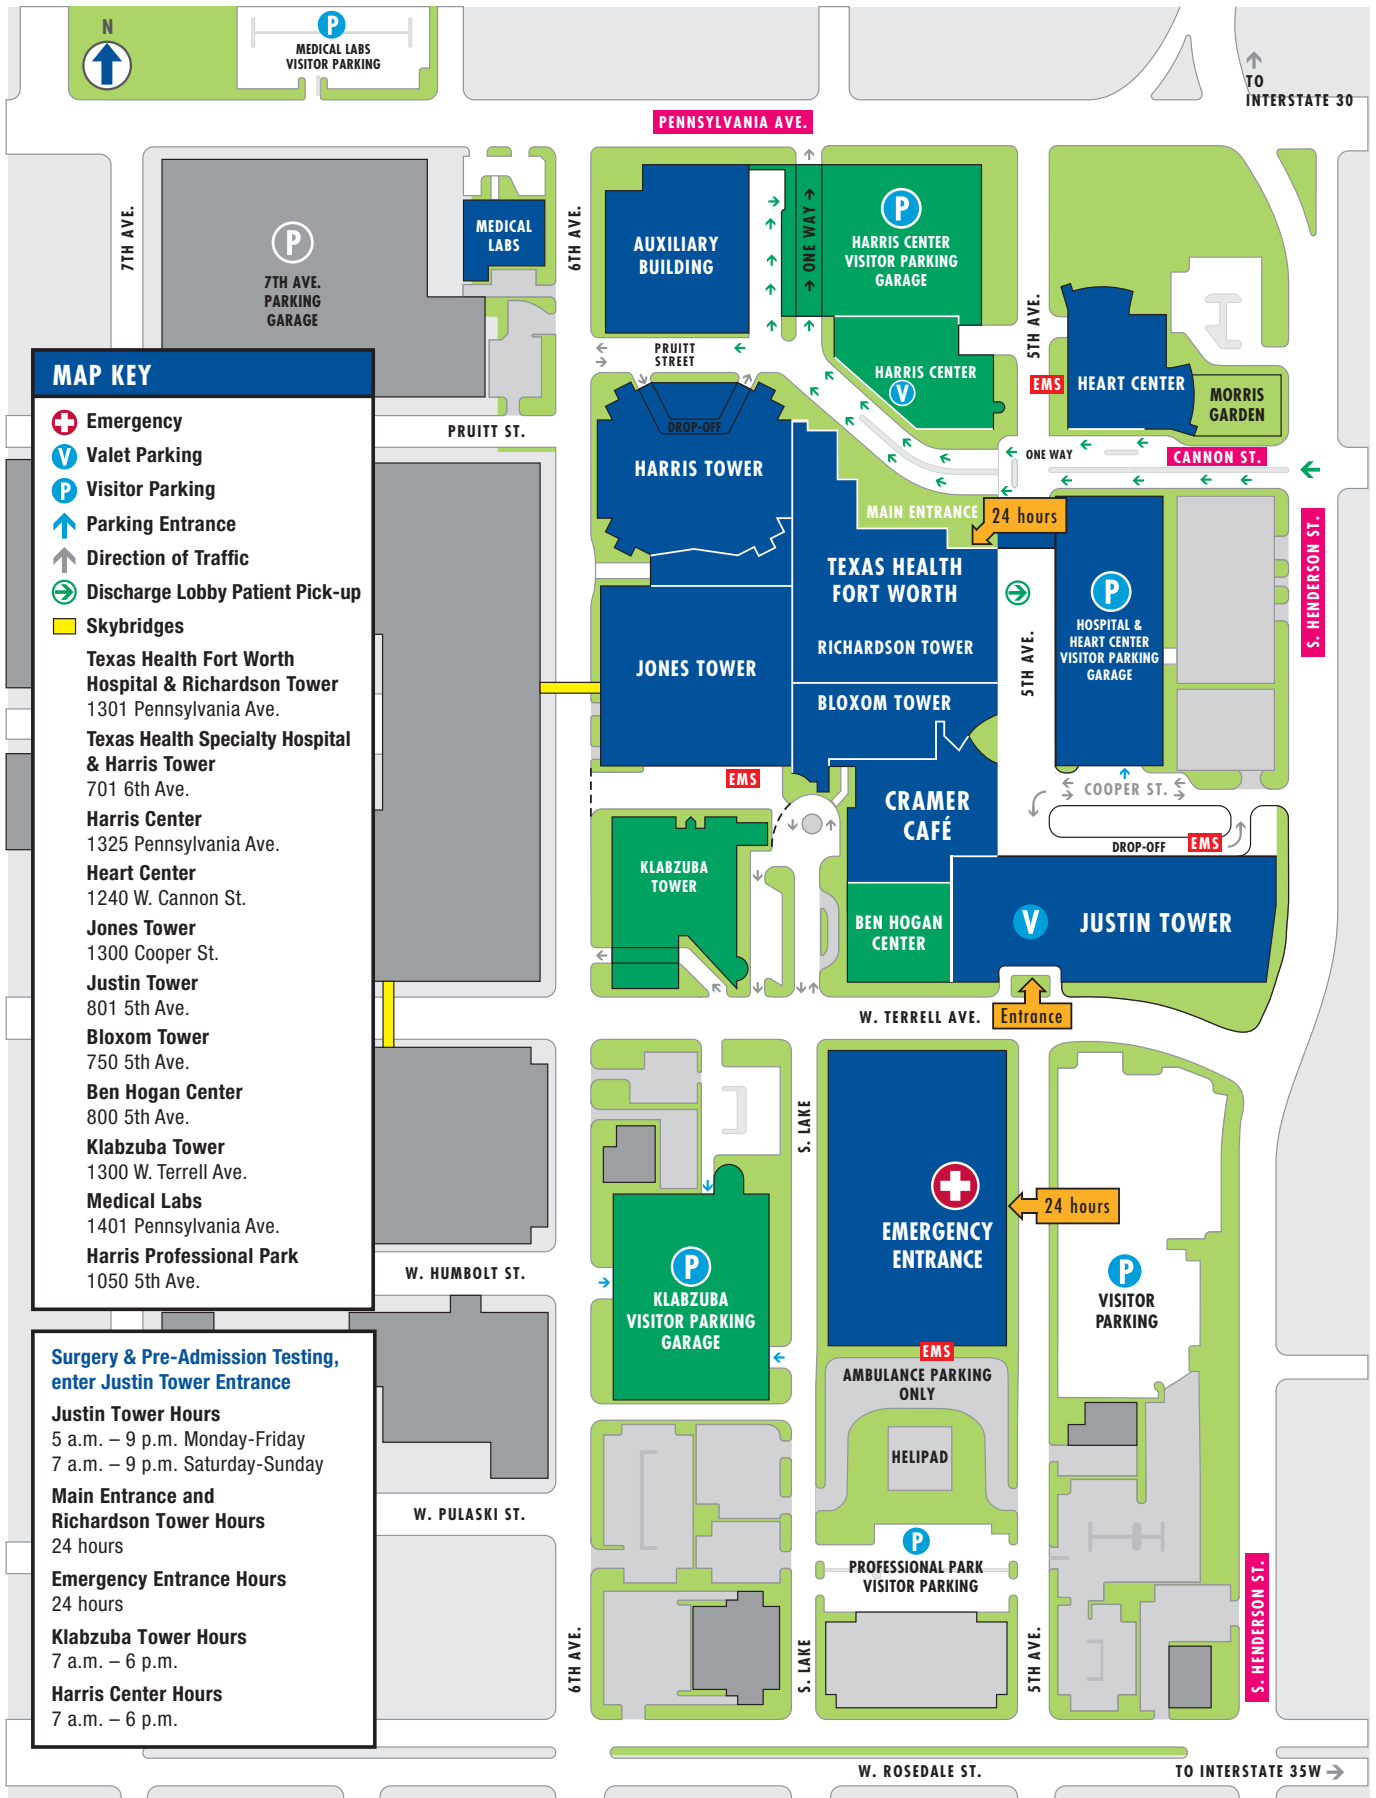 N
P
MEDICAL LABS
VISITOR PARKING
TO
INTERSTATE 30
PENNSYLVANIA AVE.
7TH AVE.
P
7TH AVE.
PARKING
GARAGE
MEDICAL
LABS
6TH AVE.
AUXILIARY
BUILDING
ONE WAY
P
HARRIS CENTER
VISITOR PARKING
GARAGE
5TH AVE.
PRUITT
STREET
HARRIS CENTER
V
EMS
HEART CENTER
MORRIS
GARDEN
PRUITT ST.
DROP-OFF
HARRIS TOWER
ONE WAY
CANNON ST.
MAIN ENTRANCE
24 hours
S. HENDERSON ST.
TEXAS HEALTH
FORT WORTH
RICHARDSON TOWER
P
HOSPITAL &
HEART CENTER
VISITOR PARKING
GARAGE
5TH AVE.
JONES TOWER
BLOXOM TOWER
EMS
CRAMER
CAFÉ
COOPER ST.
DROP-OFF
EMS
KLABZUBA
TOWER
BEN HOGAN
CENTER
V
JUSTIN TOWER
W. TERRELL AVE.
Entrance
S. LAKE
EMERGENCY
ENTRANCE
24 hours
W. HUMBOLT ST.
P
KLABZUBA
VISITOR PARKING
GARAGE
P
VISITOR
PARKING
EMS
AMBULANCE PARKING
ONLY
HELIPAD
W. PULASKI ST.
P
PROFESSIONAL PARK
VISITOR PARKING
6TH AVE.
S. LAKE
5TH AVE.
S. HENDERSON ST.
W. ROSEDALE ST.
TO INTERSTATE 35W
MAP KEY
Emergency
V Valet Parking
P Visitor Parking
Parking Entrance
Direction of Traffic
Discharge Lobby Patient Pick-up
Skybridges
Texas Health Fort Worth
Hospital & Richardson Tower
1301 Pennsylvania Ave.
Texas Health Specialty Hospital
& Harris Tower
701 6th Ave.
Harris Center
1325 Pennsylvania Ave.
Heart Center
1240 W. Cannon St.
Jones Tower
1300 Cooper St.
Justin Tower
801 5th Ave.
Bloxom Tower
750 5th Ave.
Ben Hogan Center
800 5th Ave.
Klabzuba Tower
1300 W. Terrell Ave.
Medical Labs
1401 Pennsylvania Ave.
Harris Professional Park
1050 5th Ave.
Surgery & Pre-Admission Testing,
enter Justin Tower Entrance
Justin Tower Hours
5 a.m. – 9 p.m. Monday-Friday
7 a.m. – 9 p.m. Saturday-Sunday
Main Entrance and
Richardson Tower Hours
24 hours
Emergency Entrance Hours
24 hours
Klabzuba Tower Hours
7 a.m. – 6 p.m.
Harris Center Hours
7 a.m. – 6 p.m.